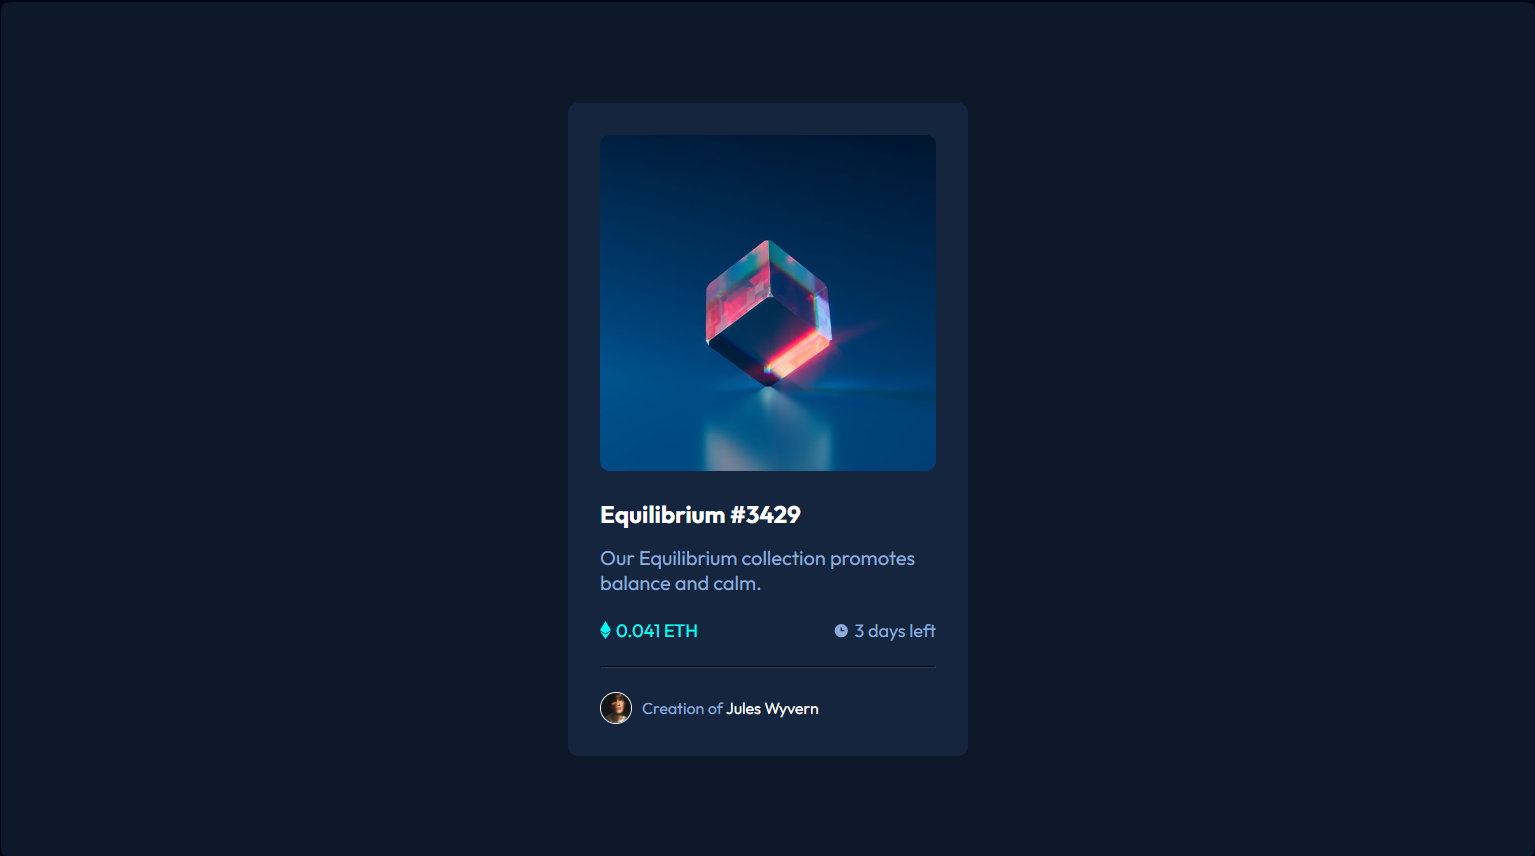 Equilibrium #3429
Our Equilibrium collection promotes
balance and calm.
0.041 ETH
3 days left
Creation of Jules Wyvern